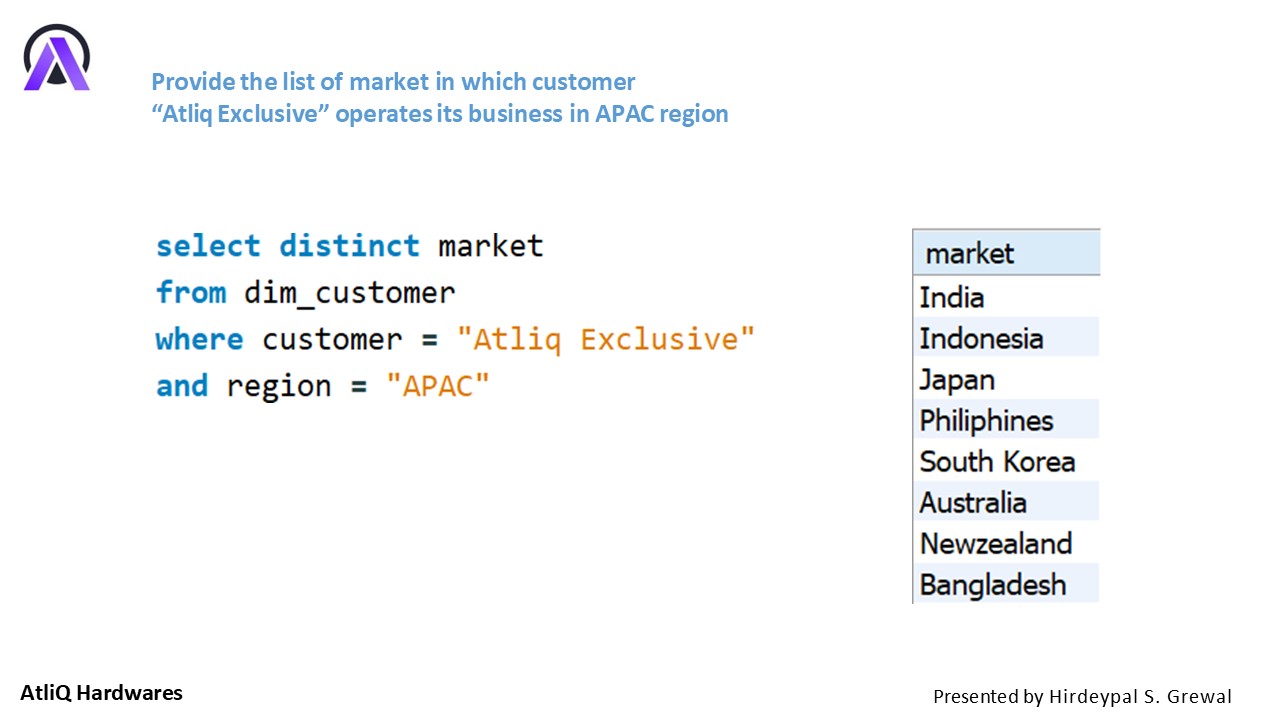 Provide the list of market in which customer
“Atliq Exclusive” operates its business in APAC region
select distinct market
from dim_customer
where customer = "Atliq Exclusive"
and region = "APAC"
market
India
Indonesia
Japan
Philiphines
South Korea
Australia
Newzealand
Bangladesh
AtliQ Hardwares
Presented by Hirdeypal S. Grewal